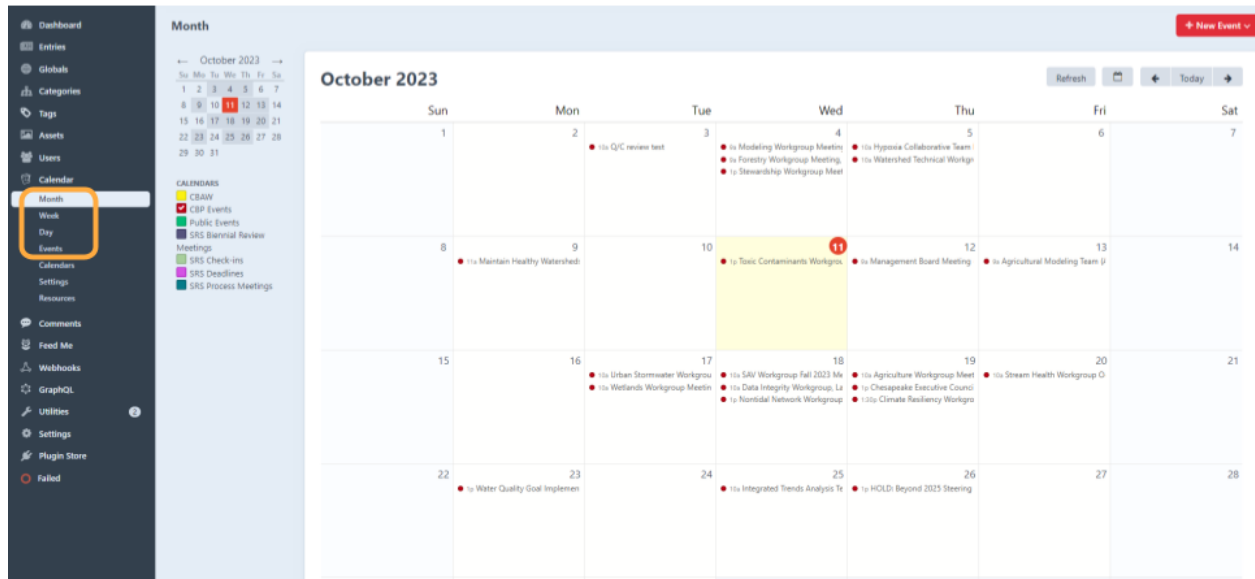 Dashboard
Entries
Globals
Categories
Tags
Assets
Users
Calendar
Month
Week
Day
Events
Calendars
Settings
Resources
Comments
Feed Me
Webhooks
GraphQL
Utilities 2
Settings
Plugin Store
Failed
Month
+ New Event
← October 2023 →
Su Mo Tu We Th Fr Sa
1 2 3 4 5 6 7
8 9 10 11 12 13 14
15 16 17 18 19 20 21
22 23 24 25 26 27 28
29 30 31
CALENDARS
CBAW
CBP Events
Public Events
SRS Biennial Review
Meetings
SRS Check-ins
SRS Deadlines
SRS Process Meetings
October 2023
Refresh Today
Sun Mon Tue Wed Thu Fri Sat
1 2 3 4 5 6 7
10a Q/C review test
9a Modeling Workgroup Meeting
9a Forestry Workgroup Meeting,
1p Stewardship Workgroup Meet
10a Hypoxia Collaborative Team
10a Watershed Technical Workgr
8 9 10 11 12 13 14
11a Maintain Healthy Watersheds
1p Toxic Contaminants Workgrou
9a Management Board Meeting
9a Agricultural Modeling Team (A
15 16 17 18 19 20 21
10a Urban Stormwater Workgrou
10a Wetlands Workgroup Meetin
10a SAV Workgroup Fall 2023 Me
10a Data Integrity Workgroup, La
1p Nontidal Network Workgroup
10a Agriculture Workgroup Meet
1p Chesapeake Executive Counci
1:30p Climate Resiliency Workgro
10a Stream Health Workgroup O
22 23 24 25 26 27 28
1p Water Quality Goal Implemen
10a Integrated Trends Analysis Te
1p HOLD: Beyond 2025 Steering